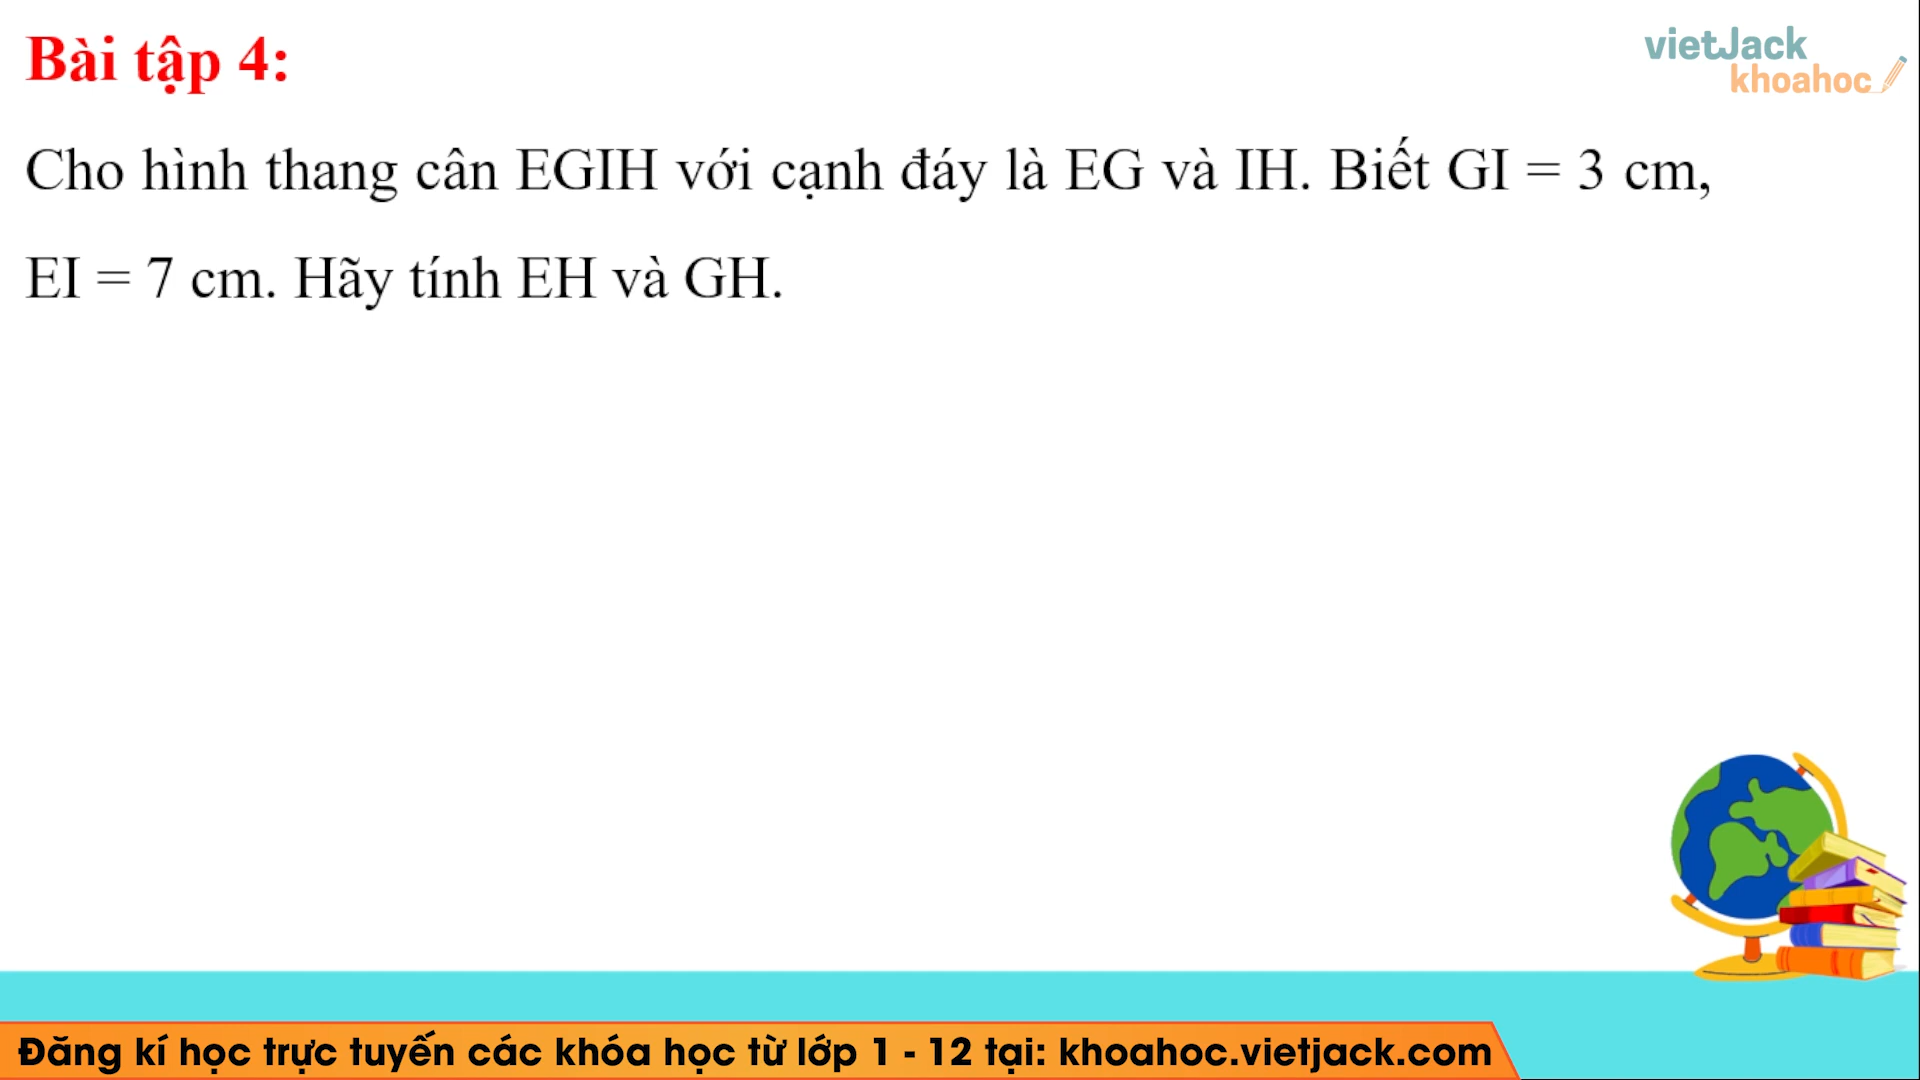 Bài tập 4:
vietJack
khoahoc
Cho hình thang cân EGIH với cạnh đáy là EG và IH. Biết GI = 3 cm,
EI = 7 cm. Hãy tính EH và GH.
Đăng kí học trực tuyến các khóa học từ lớp 1 - 12 tại: khoahoc.vietjack.com